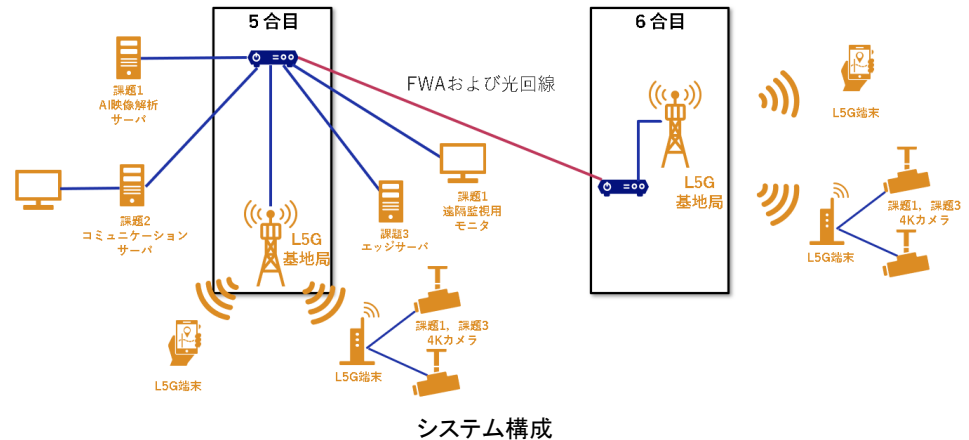 5合目
6合目
課題1
AI映像解析
サーバ
FWAおよび光回線
L5G端末
課題2
コミュニケーション
サーバ
L5G
基地局
課題3
エッジサーバ
課題1
遠隔監視用
モニタ
L5G
基地局
課題1，課題3
4Kカメラ
L5G端末
課題1，課題3
4Kカメラ
L5G端末
L5G端末
システム構成